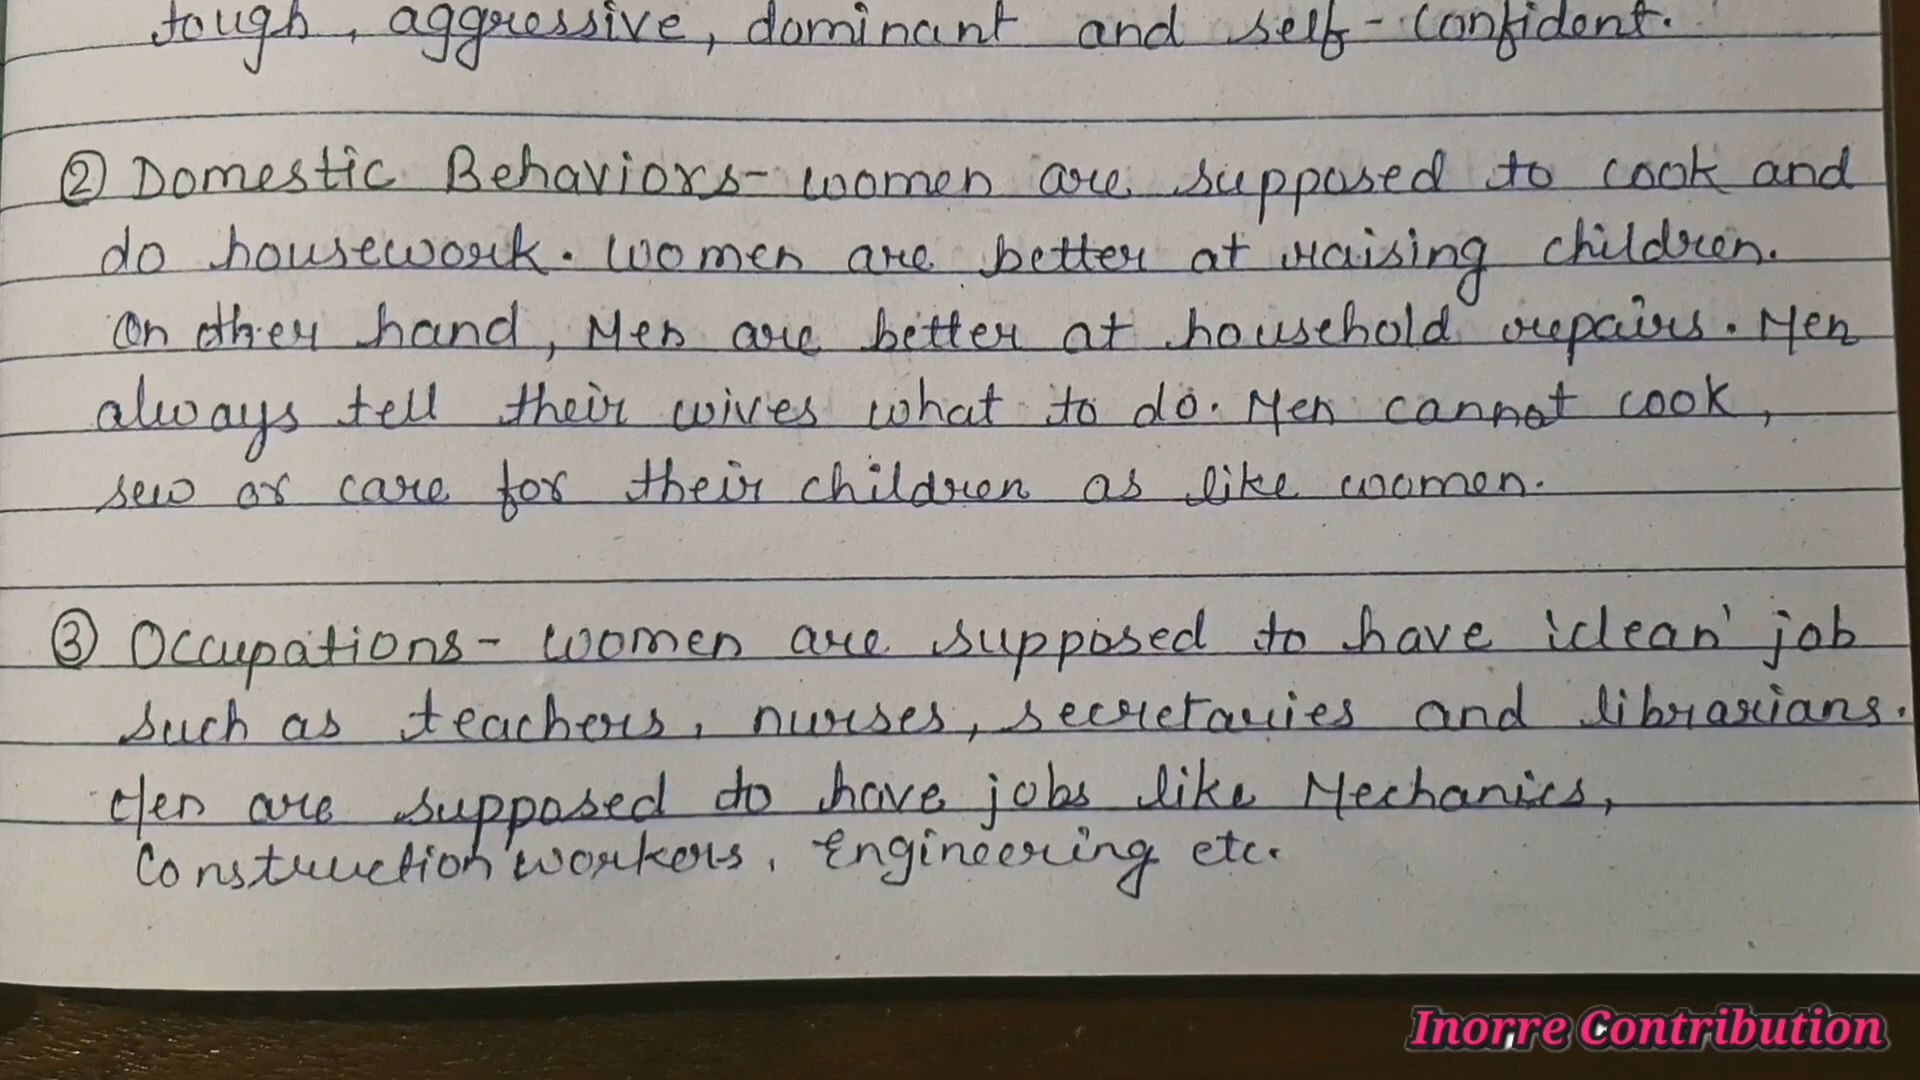 tough, aggressive, dominant and self-confident.
② Domestic Behaviors- women are supposed to cook and
do housework. Women are better at raising children.
On other hand, Men are better at household repairs. Men
always tell their wives what to do. Men cannot cook,
sew or care for their children as like women.
③ Occupations- women are supposed to have 'clean' job
such as teachers, nurses, secretaries and librarians.
Men are supposed to have jobs like Mechanics,
Construction workers, Engineering etc.
Inorre Contribution